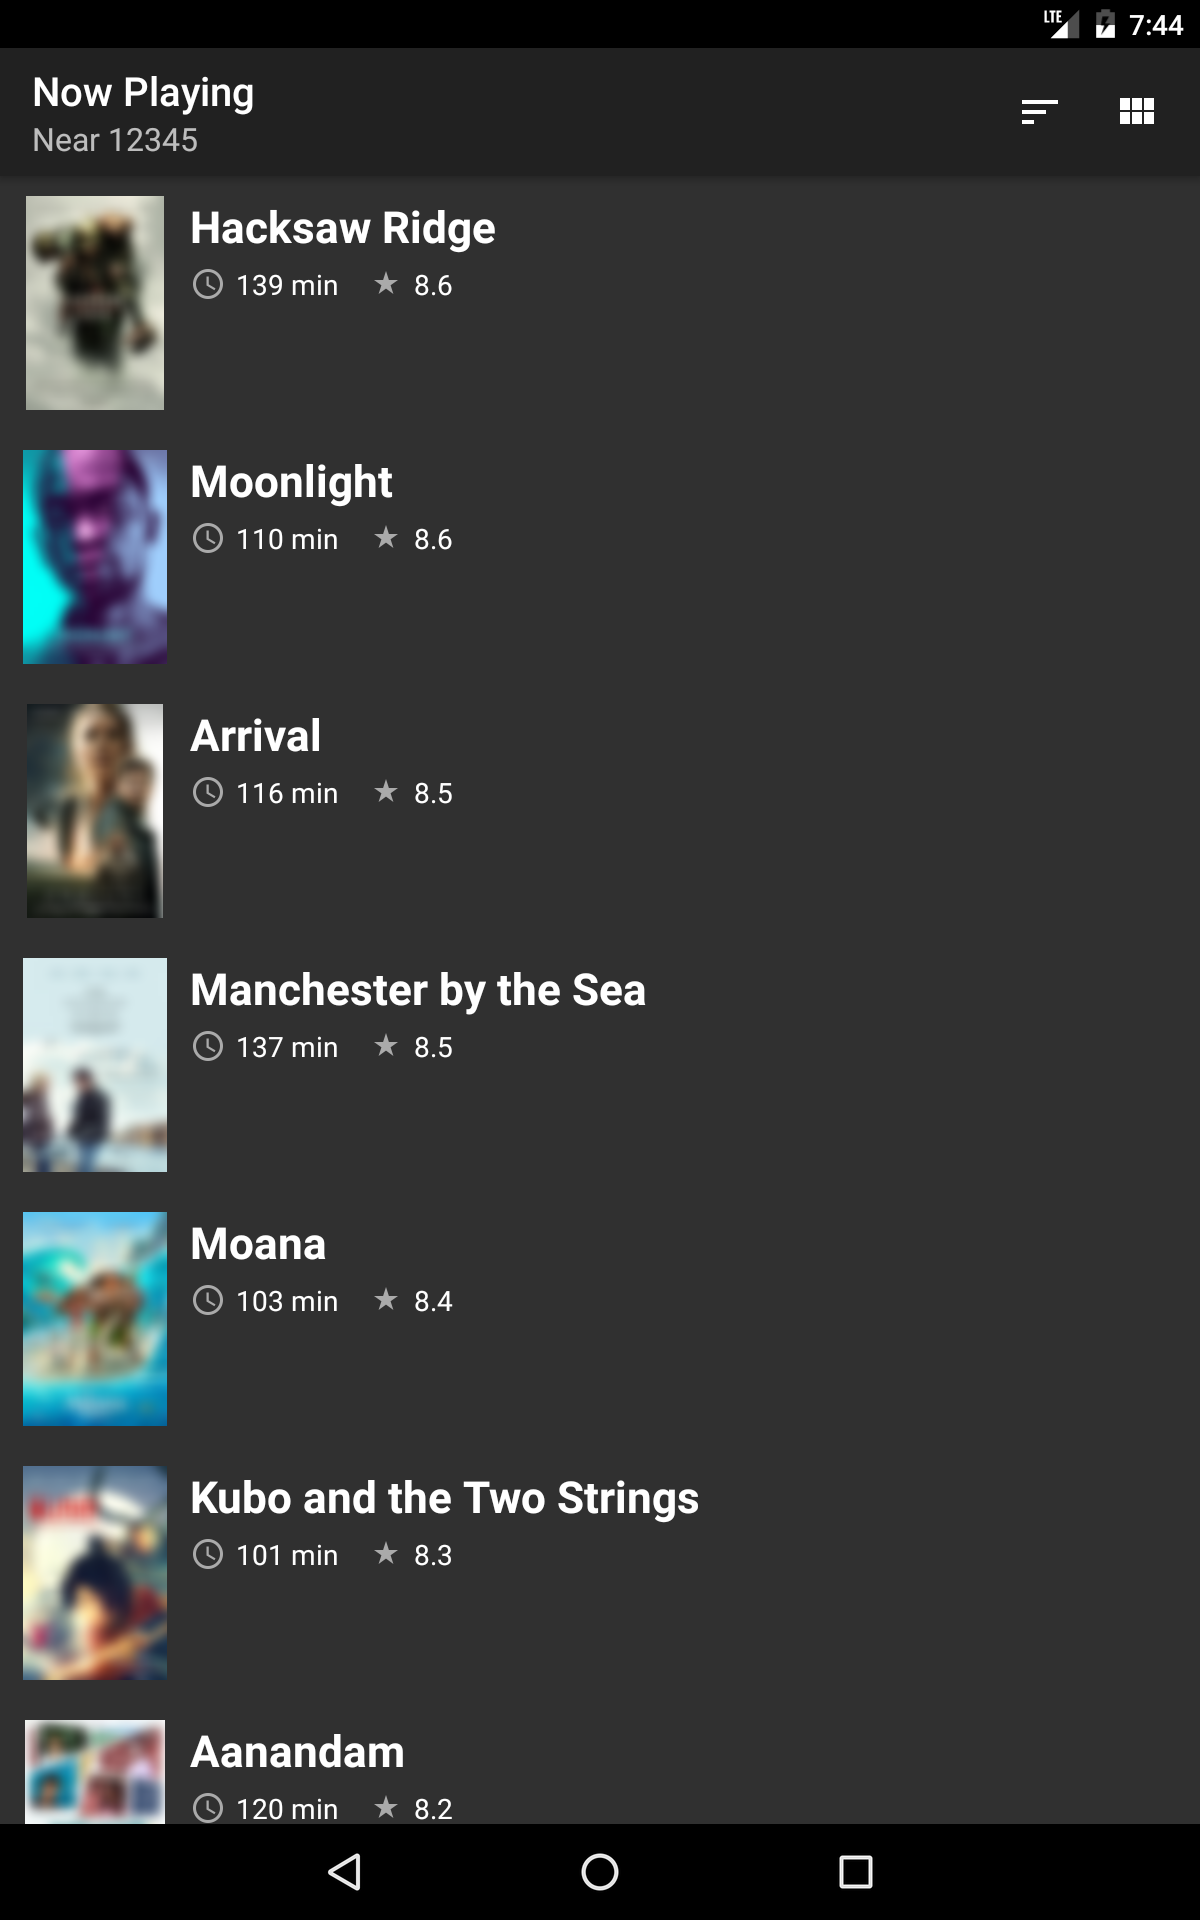 LTE 7:44
Now Playing
Near 12345
Hacksaw Ridge
139 min 8.6
Moonlight
110 min 8.6
Arrival
116 min 8.5
Manchester by the Sea
137 min 8.5
Moana
103 min 8.4
Kubo and the Two Strings
101 min 8.3
Aanandam
120 min 8.2